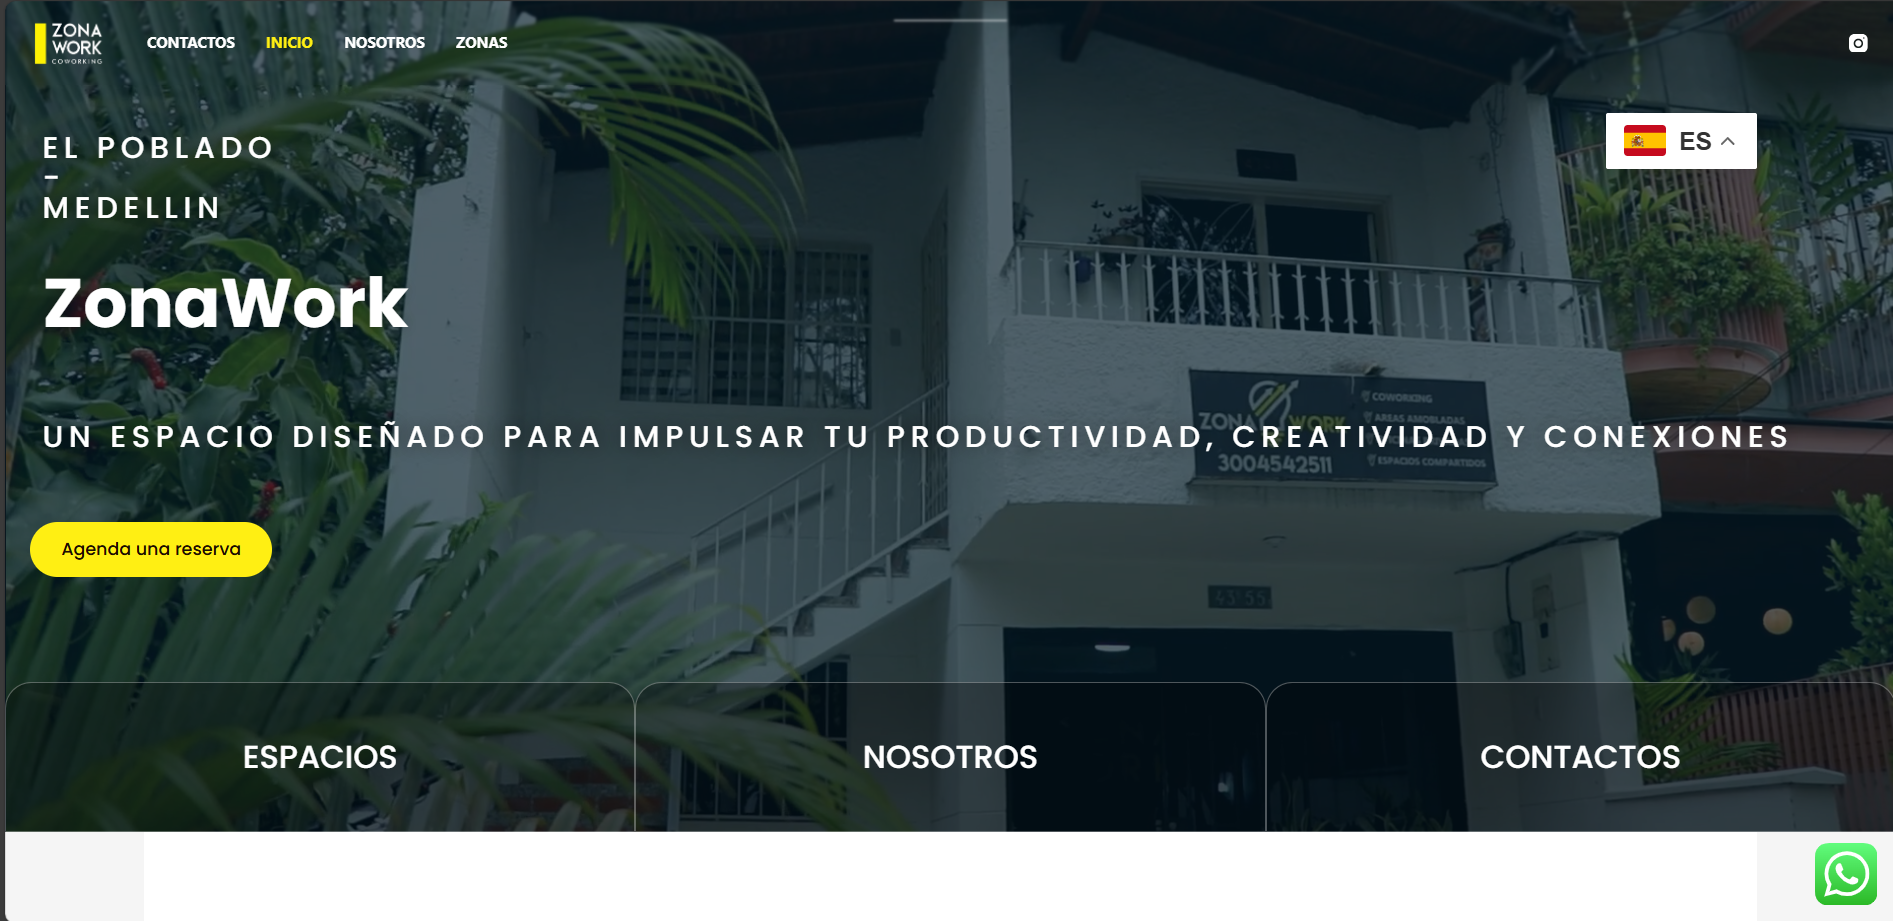 ZONA
WORK
COWORKING
CONTACTOS
INICIO
NOSOTROS
ZONAS
ES
EL POBLADO
–
MEDELLIN
ZonaWork
COWORKING
ZONA WORK
AREAS AMOBLADAS
UN ESPACIO DISEÑADO PARA IMPULSAR TU PRODUCTIVIDAD, CREATIVIDAD Y CONEXIONES
3004542511
ESPACIOS COMPARTIDOS
Agenda una reserva
43-55
ESPACIOS
NOSOTROS
CONTACTOS